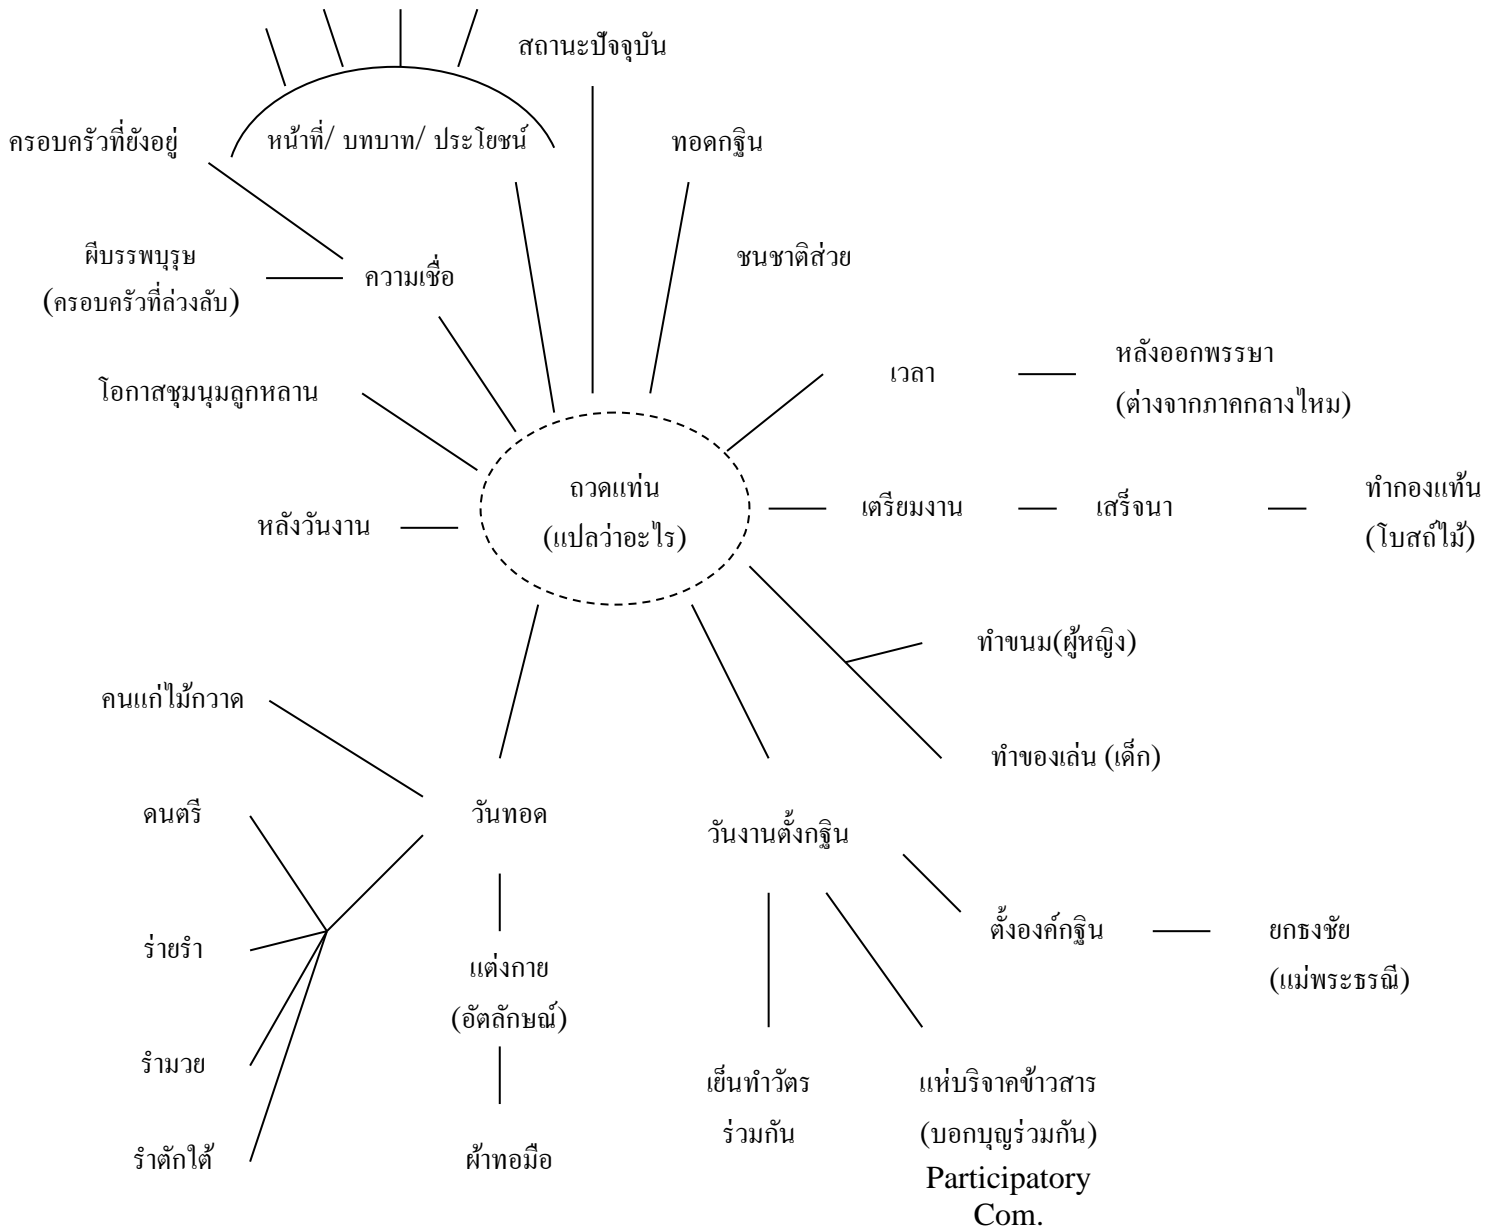 สถานะปัจจุบัน
ครอบครัวที่ยังอยู่
หน้าที่/ บทบาท/ ประโยชน์
ทอดกฐิน
ผีบรรพบุรุษ
(ครอบครัวที่ล่วงลับ)
ความเชื่อ
ชนชาติส่วย
โอกาสชุมนุมลูกหลาน
เวลา
หลังออกพรรษา
(ต่างจากภาคกลางไหม)
หลังวันงาน
ถวดแท่น
(แปลว่าอะไร)
เตรียมงาน
เสร็จนา
ทำกองแท้น
(โบสถ์ไม้)
ทำขนม(ผู้หญิง)
ทำของเล่น (เด็ก)
คนแก่ไม้กวาด
ดนตรี
วันทอด
วันงานตั้งกฐิน
ร่ายรำ
แต่งกาย
(อัตลักษณ์)
ตั้งองค์กฐิน
ยกธงชัย
(แม่พระธรณี)
รำมวย
รำตักใต้
ผ้าทอมือ
เย็นทำวัตร
ร่วมกัน
แห่บริจาคข้าวสาร
(บอกบุญร่วมกัน)
Participatory
Com.